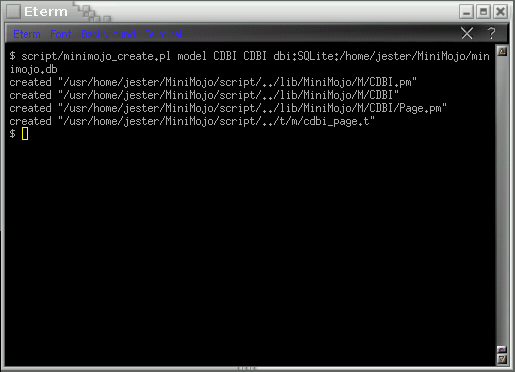 Eterm
Eterm Font Background Terminal
$ script/minimojo_create.pl model CDBI CDBI dbi:SQLite:/home/jester/MiniMojo/min
imojo.db
created "/usr/home/jester/MiniMojo/script/../lib/MiniMojo/M/CDBI.pm"
created "/usr/home/jester/MiniMojo/script/../lib/MiniMojo/M/CDBI"
created "/usr/home/jester/MiniMojo/script/../lib/MiniMojo/M/CDBI/Page.pm"
created "/usr/home/jester/MiniMojo/script/../t/m/cdbi_page.t"
$